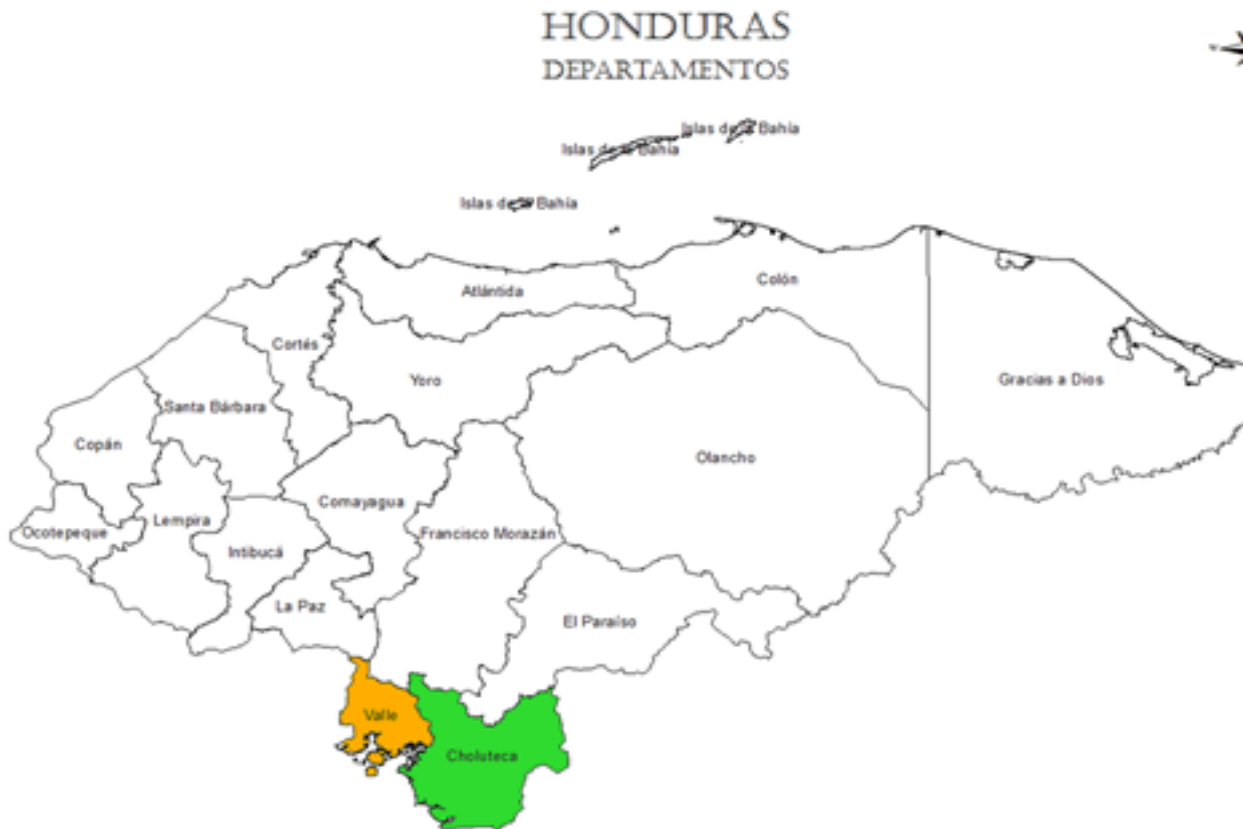 HONDURAS
DEPARTAMENTOS
Islas de la Bahía
Islas de la Bahía
Islas de la Bahía
Colón
Atlántida
Cortés
Yoro
Gracias a Dios
Santa Bárbara
Copán
Olancho
Comayagua
Lempira
Ocotepeque
Francisco Morazán
Intibucá
La Paz
El Paraíso
Valle
Choluteca